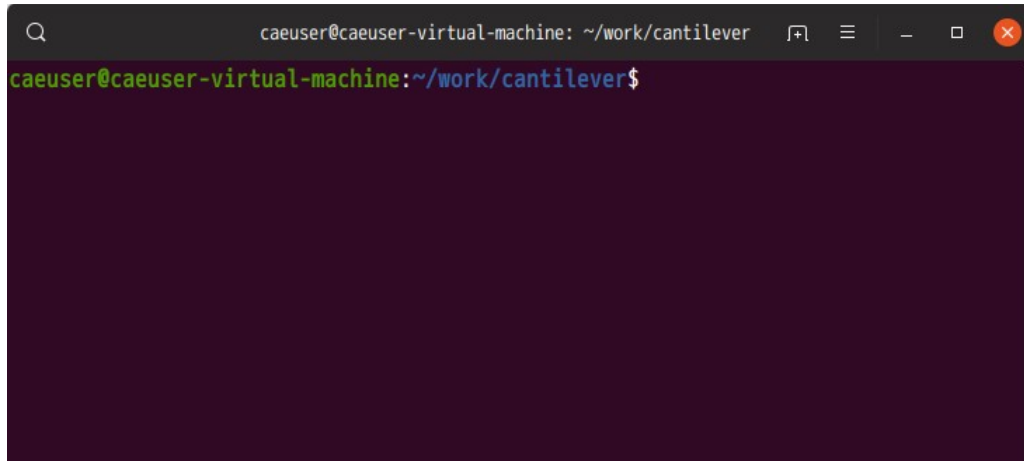 caeuser@caeuser-virtual-machine: ~/work/cantilever
caeuser@caeuser-virtual-machine:~/work/cantilever$